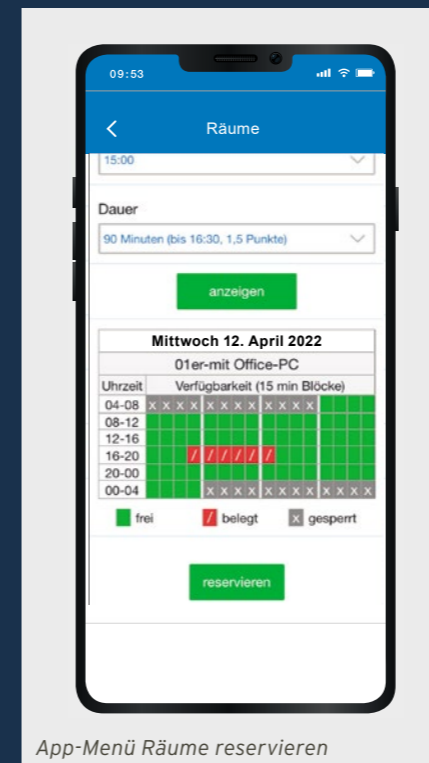 09:53
Räume
15:00
Dauer
90 Minuten (bis 16:30, 1,5 Punkte)
anzeigen
Mittwoch 12. April 2022
01er-mit Office-PC
Uhrzeit Verfügbarkeit (15 min Blöcke)
04-08 x x x x x x x x x x x x
08-12
12-16
16-20 / / / / / /
20-00
00-04 x x x x x x x x x x x x
/ x
frei belegt gesperrt
reservieren
App-Menü Räume reservieren